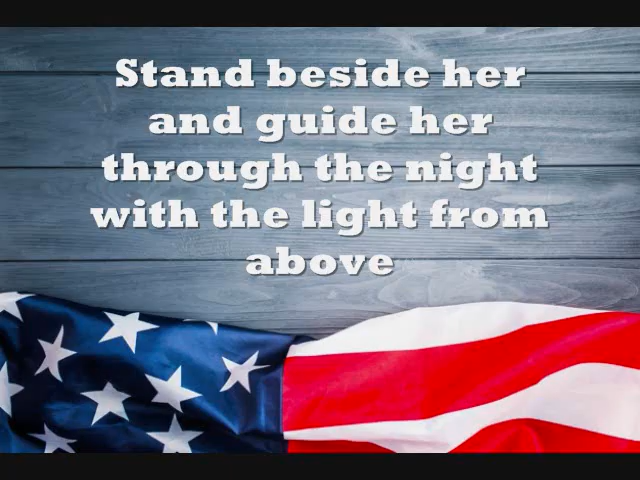 Stand beside her
and guide her
through the night
with the light from
above